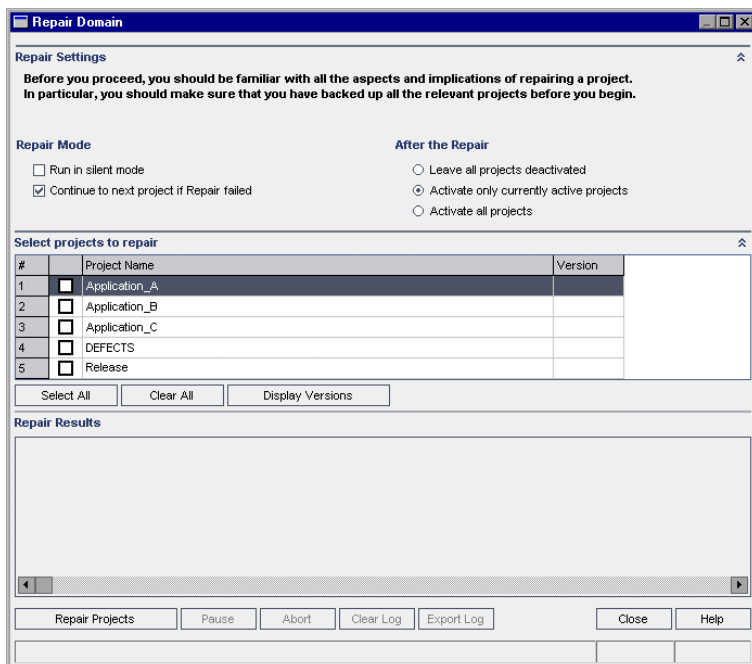 Repair Domain
Repair Settings
Before you proceed, you should be familiar with all the aspects and implications of repairing a project.
In particular, you should make sure that you have backed up all the relevant projects before you begin.
Repair Mode
After the Repair
Run in silent mode
Leave all projects deactivated
Continue to next project if Repair failed
Activate only currently active projects
Activate all projects
Select projects to repair
# Project Name Version
1 Application_A
2 Application_B
3 Application_C
4 DEFECTS
5 Release
Select All Clear All Display Versions
Repair Results
Repair Projects Pause Abort Clear Log Export Log Close Help